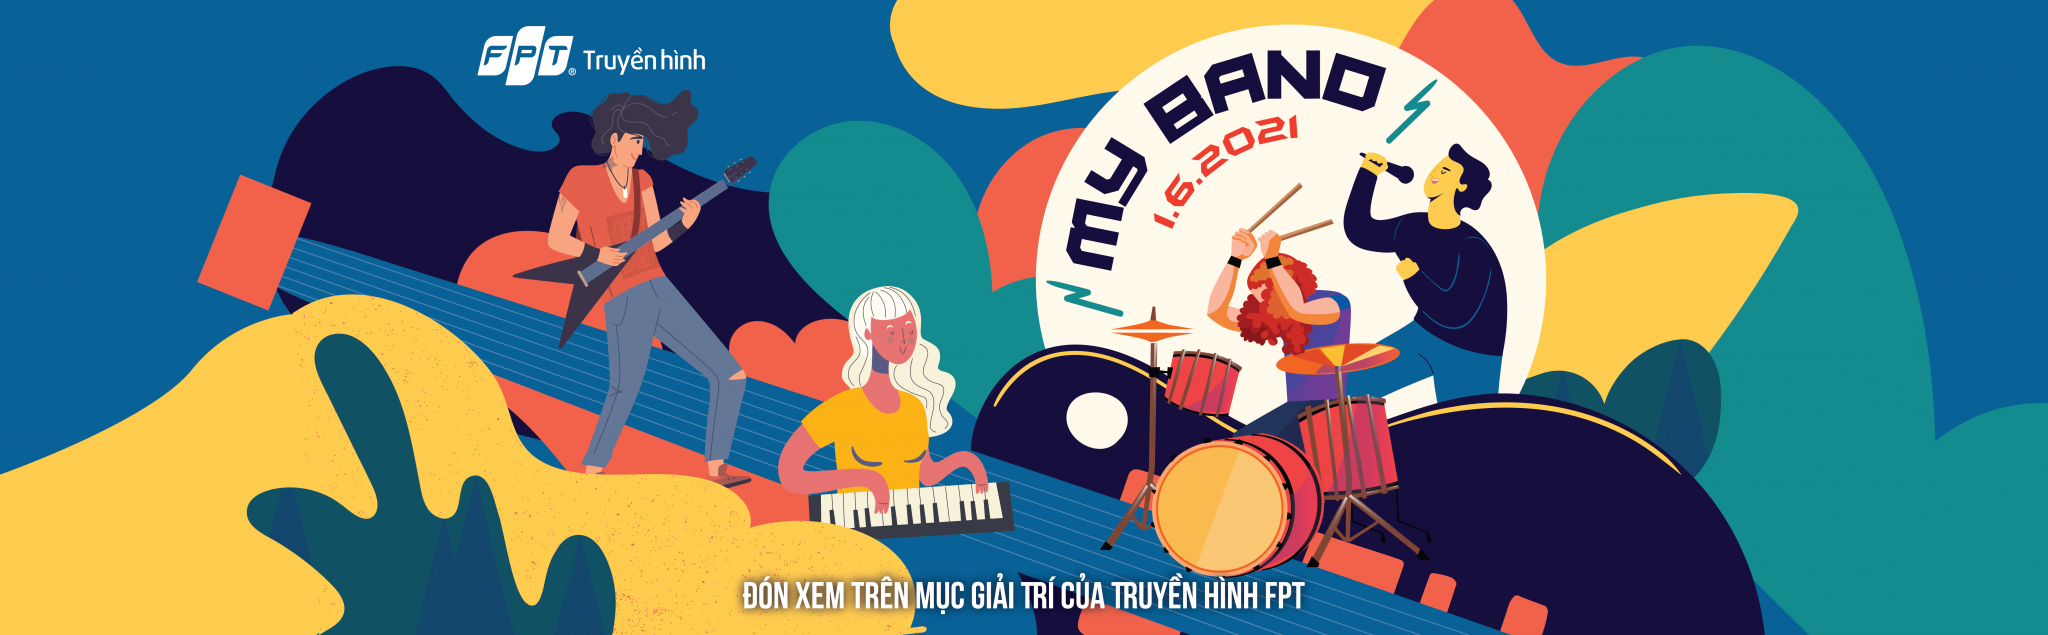 FPT® Truyền hình
MY BAND
1.6.2021
ĐÓN XEM TRÊN MỤC GIẢI TRÍ CỦA TRUYỀN HÌNH FPT